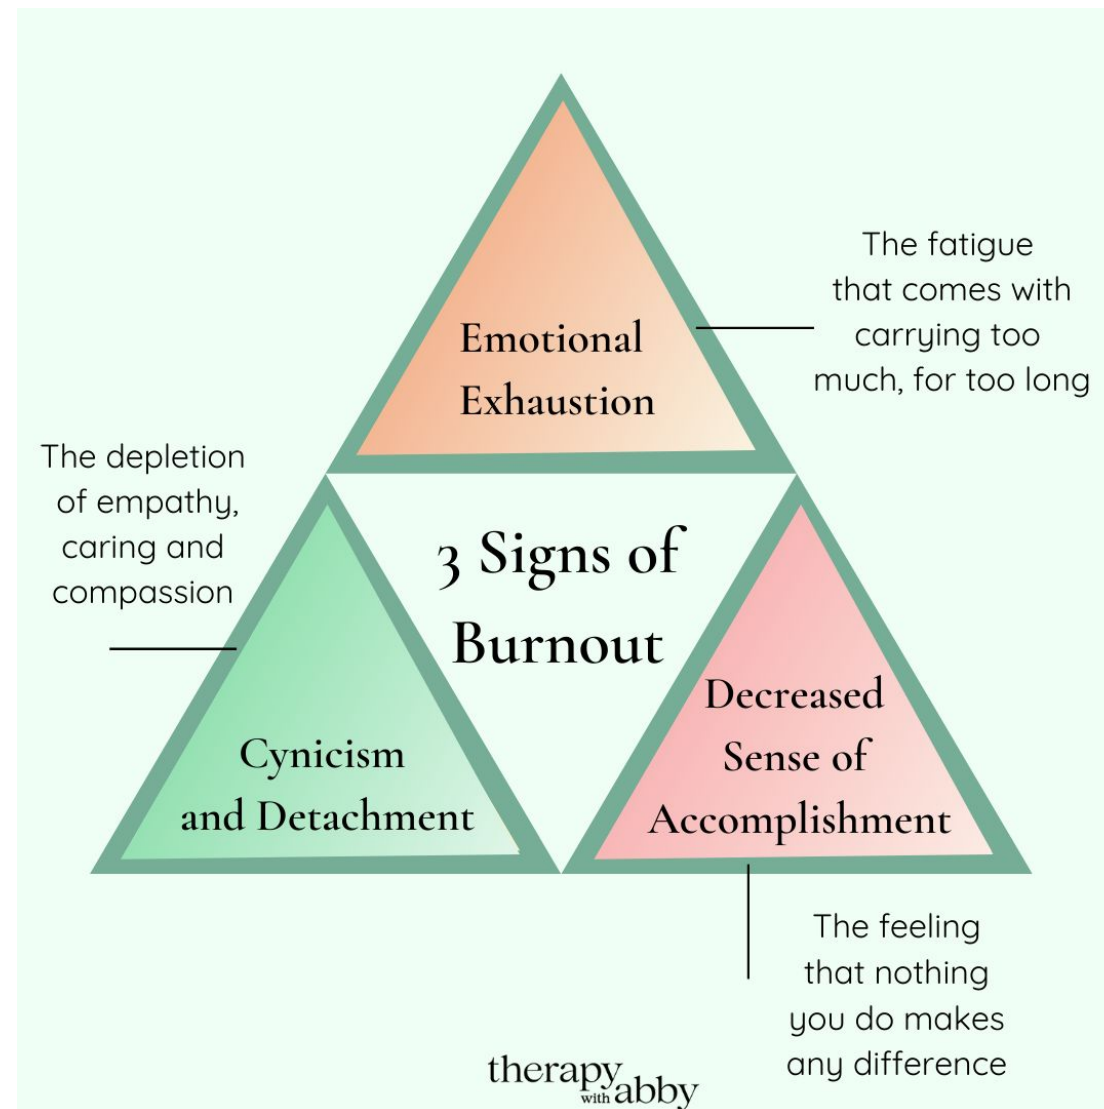 Emotional
Exhaustion
The fatigue
that comes with
carrying too
much, for too long
The depletion
of empathy,
caring and
compassion
3 Signs of
Burnout
Cynicism
and Detachment
Decreased
Sense of
Accomplishment
The feeling
that nothing
you do makes
any difference
therapy
with abby